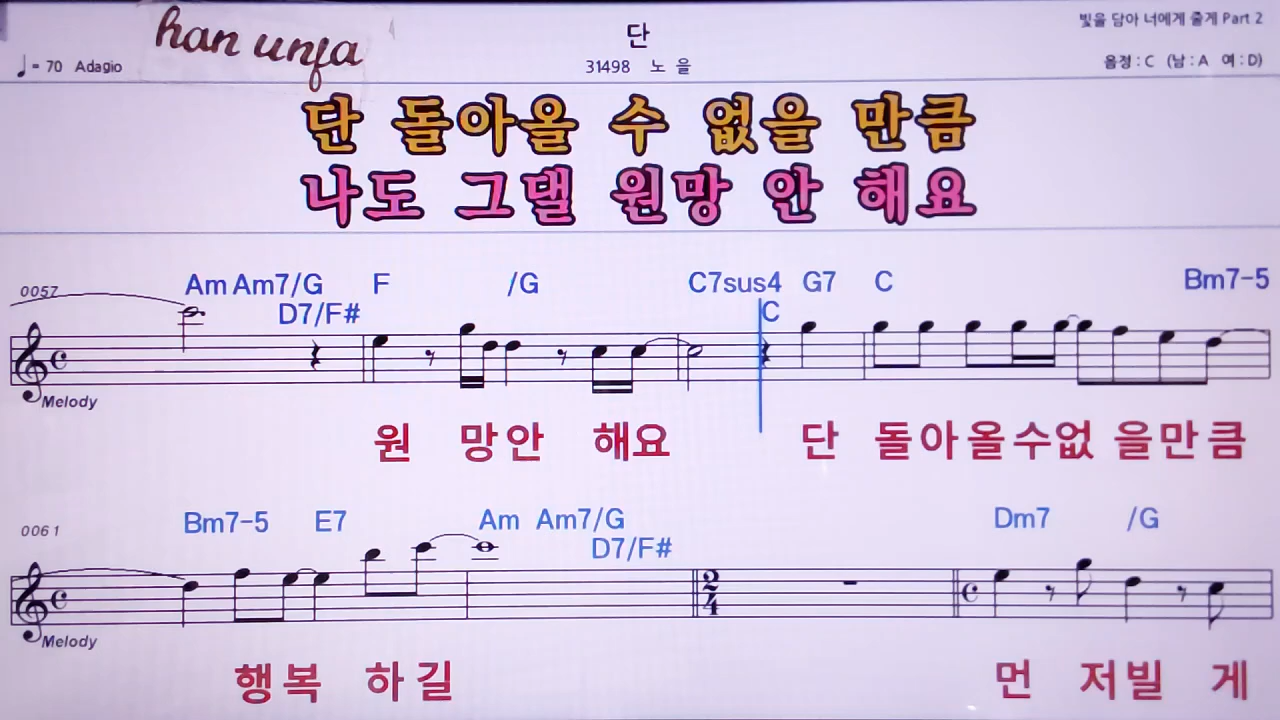 han unja
단
빛을 담아 너에게 줄게 Part 2
♩= 70 Adagio
31498 노 을
음정 : C (남 : A 여 : D)
단 돌아올 수 없을 만큼
나도 그댈 원망 안 해요
0057 Am Am7/G F /G C7sus4 G7 C Bm7-5
D7/F# C
Melody
원 망안 해요 단 돌아올수없 을만큼
0061 Bm7-5 E7 Am Am7/G Dm7 /G
D7/F#
2
4
Melody
행복 하길 먼 저빌 게